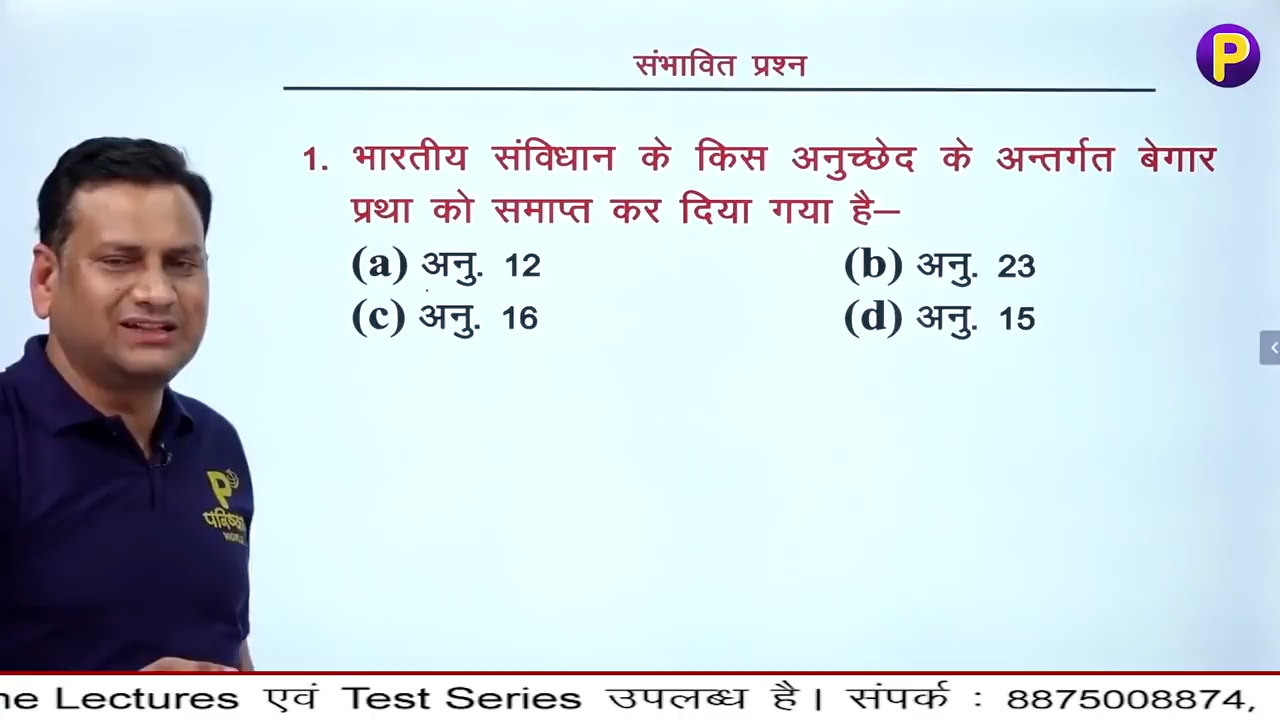 संभावित प्रश्न
P
1. भारतीय संविधान के किस अनुच्छेद के अन्तर्गत बेगार
प्रथा को समाप्त कर दिया गया है–
(a) अनु. 12 (b) अनु. 23
(c) अनु. 16 (d) अनु. 15
P
ne Lectures एवं Test Series उपलब्ध है। संपर्क : 8875008874,